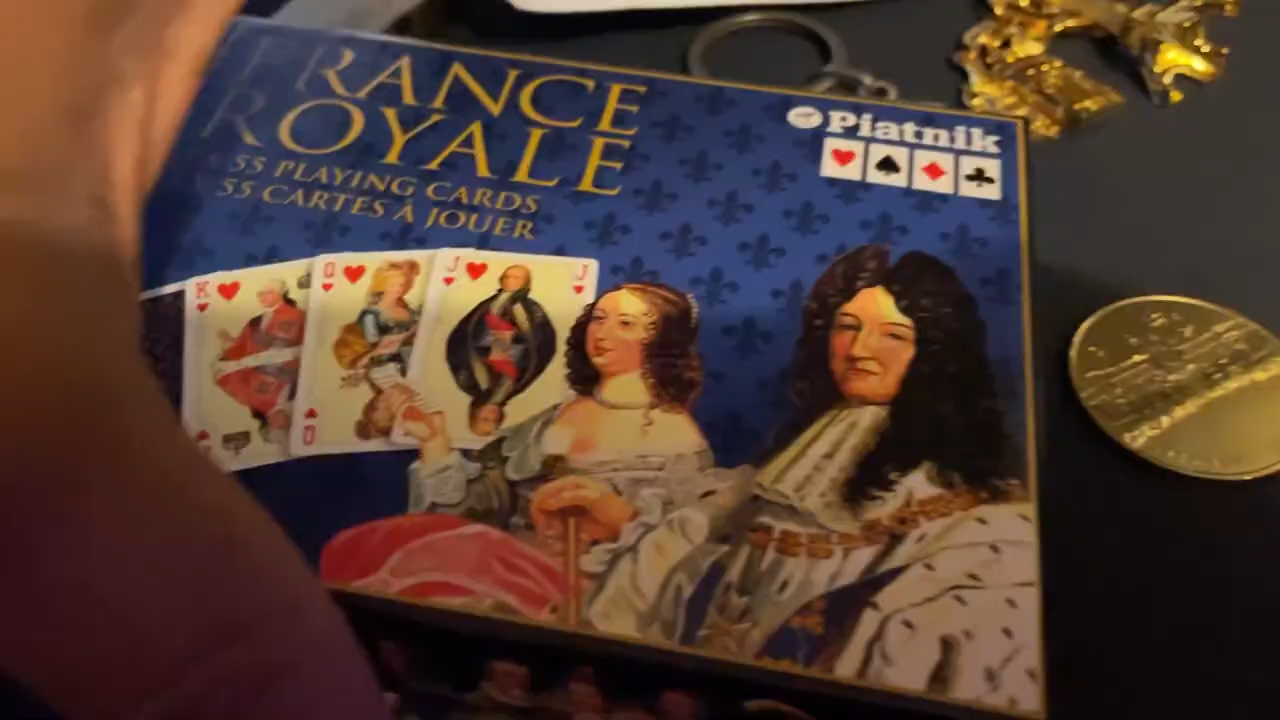 FRANCE
ROYALE
55 PLAYING CARDS
55 CARTES À JOUER
Piatnik
K
Q
J
J
Q